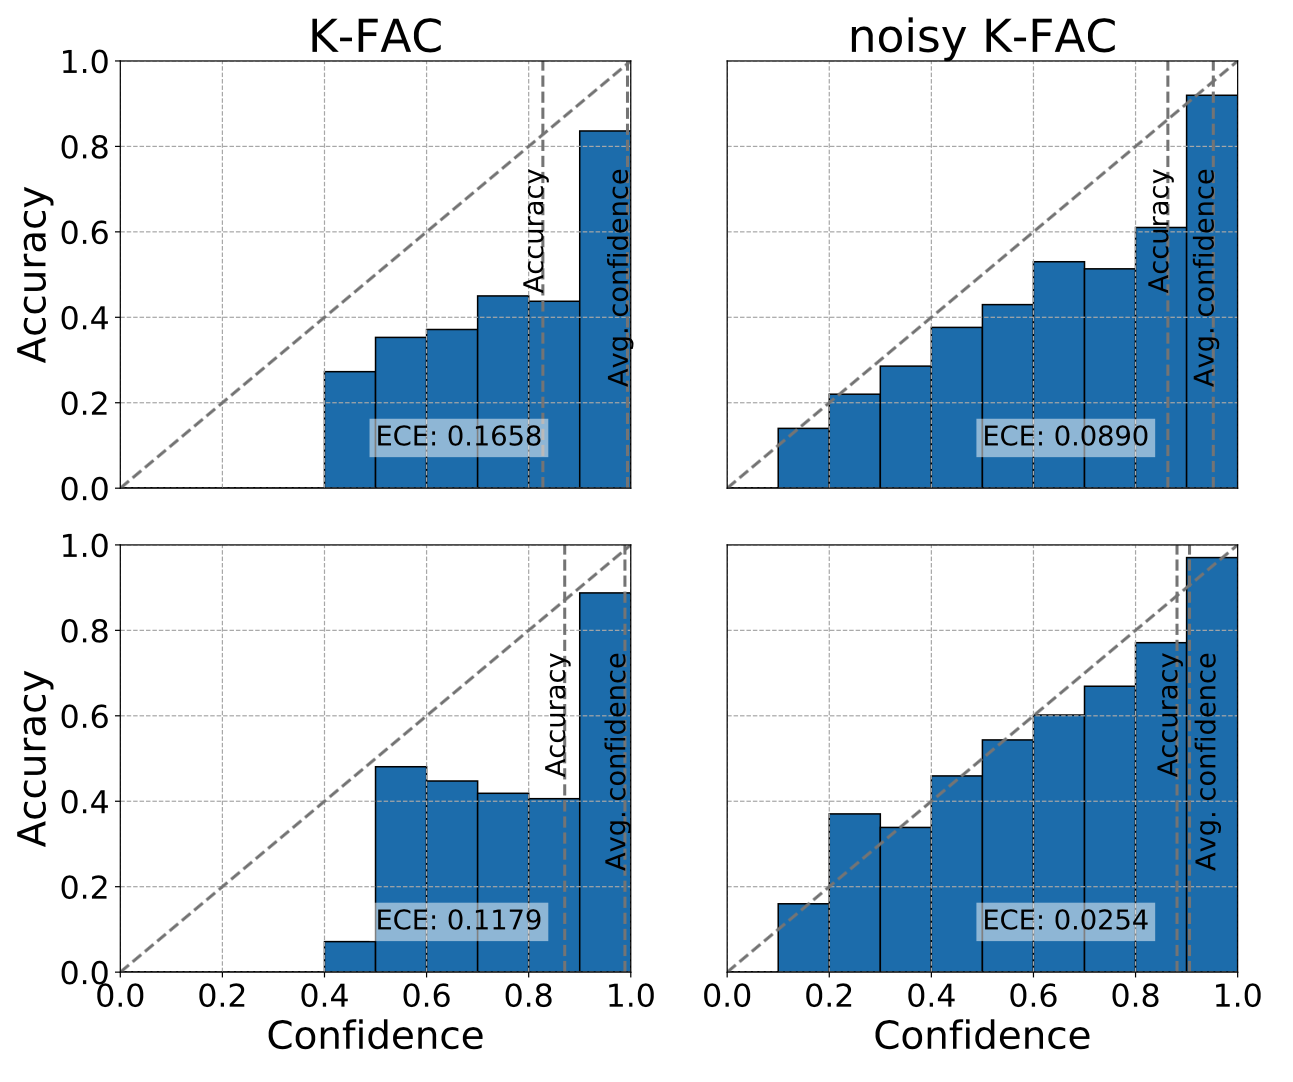 K-FAC
noisy K-FAC
1.0
0.8
0.6
0.4
0.2
0.0
Accuracy
Accuracy
Avg. confidence
ECE: 0.1658
Accuracy
Avg. confidence
ECE: 0.0890
1.0
0.8
0.6
0.4
0.2
0.0
Accuracy
Accuracy
Avg. confidence
ECE: 0.1179
Accuracy
Avg. confidence
ECE: 0.0254
0.0 0.2 0.4 0.6 0.8 1.0
0.0 0.2 0.4 0.6 0.8 1.0
Confidence
Confidence